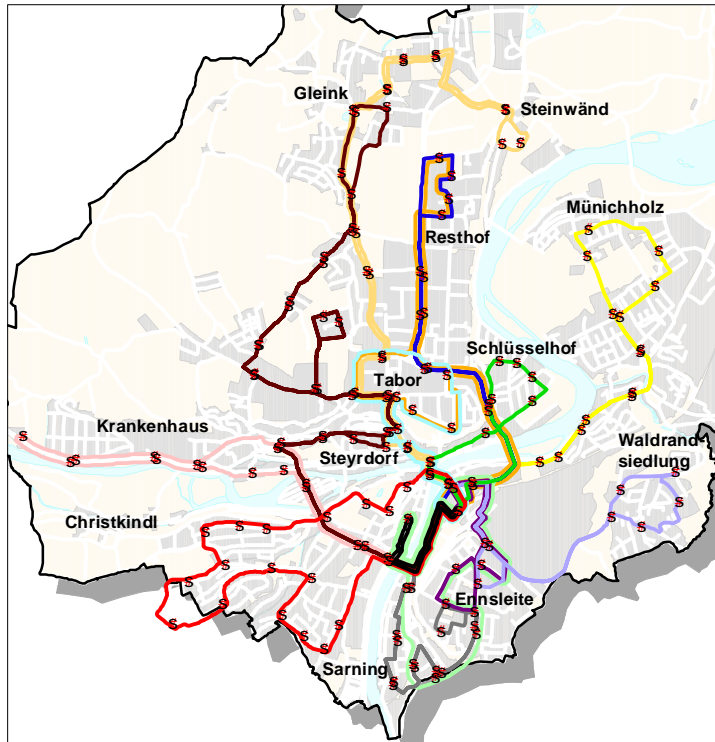 Gleink
Steinwänd
Münichholz
Resthof
Schlüsselhof
Tabor
Krankenhaus
Steyrdorf
Waldrand
siedlung
Christkindl
Ennsleite
Sarning